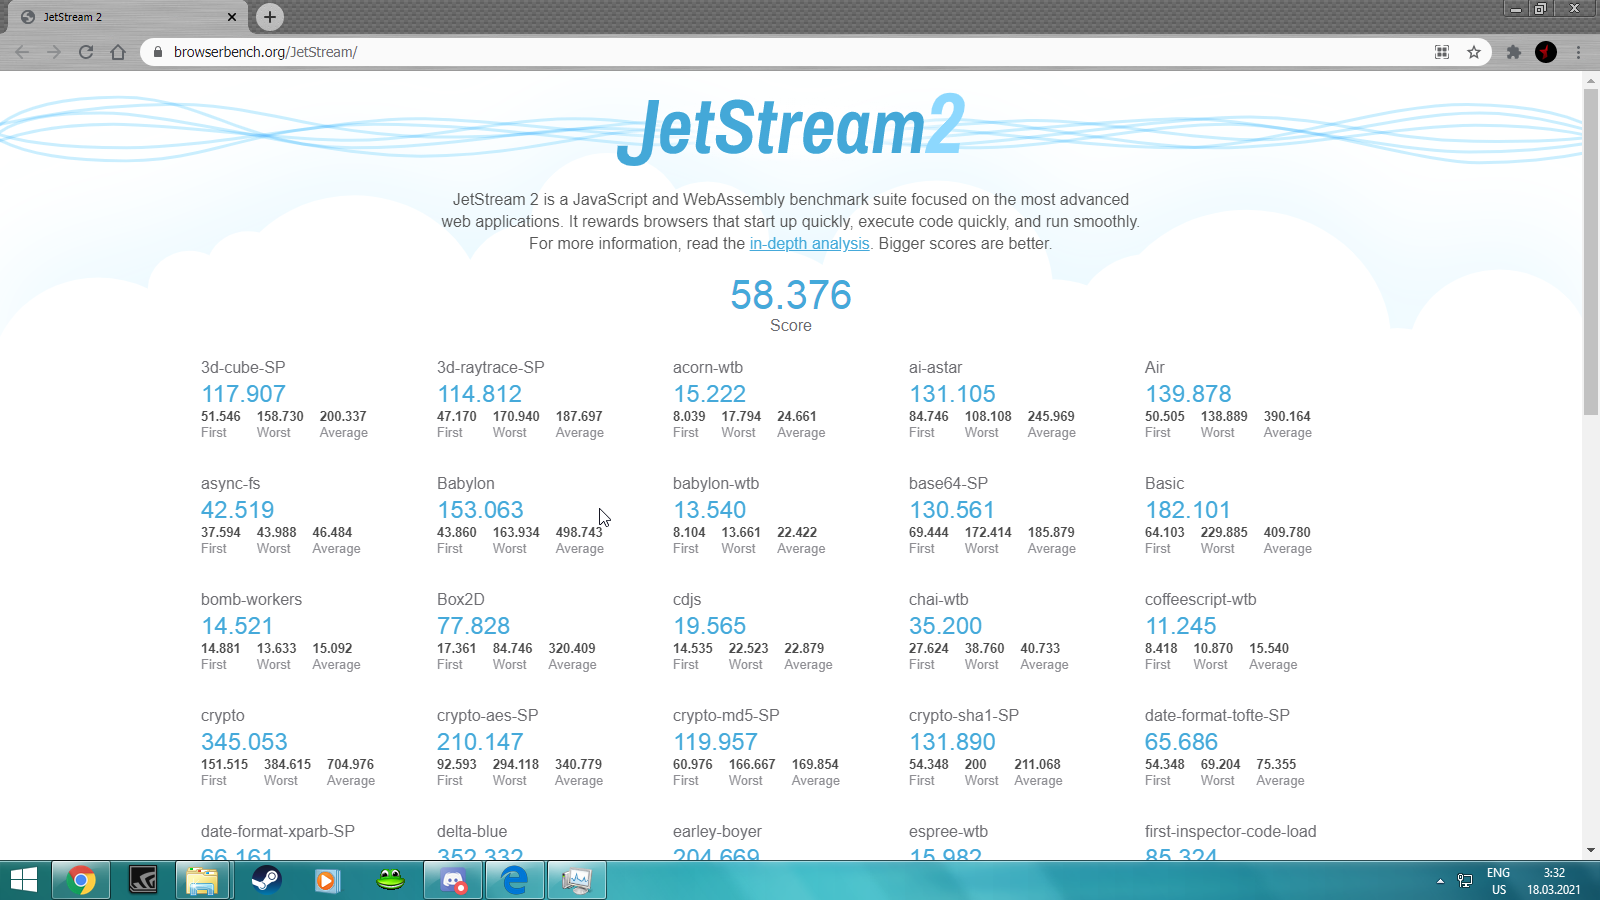 JetStream 2
browserbench.org/JetStream/
JetStream2
JetStream 2 is a JavaScript and WebAssembly benchmark suite focused on the most advanced
web applications. It rewards browsers that start up quickly, execute code quickly, and run smoothly.
For more information, read the in-depth analysis. Bigger scores are better.
58.376
Score
3d-cube-SP 3d-raytrace-SP acorn-wtb ai-astar Air
117.907 114.812 15.222 131.105 139.878
51.546 158.730 200.337 47.170 170.940 187.697 8.039 17.794 24.661 84.746 108.108 245.969 50.505 138.889 390.164
First Worst Average First Worst Average First Worst Average First Worst Average First Worst Average
async-fs Babylon babylon-wtb base64-SP Basic
42.519 153.063 13.540 130.561 182.101
37.594 43.988 46.484 43.860 163.934 498.743 8.104 13.661 22.422 69.444 172.414 185.879 64.103 229.885 409.780
First Worst Average First Worst Average First Worst Average First Worst Average First Worst Average
bomb-workers Box2D cdjs chai-wtb coffeescript-wtb
14.521 77.828 19.565 35.200 11.245
14.881 13.633 15.092 17.361 84.746 320.409 14.535 22.523 22.879 27.624 38.760 40.733 8.418 10.870 15.540
First Worst Average First Worst Average First Worst Average First Worst Average First Worst Average
crypto crypto-aes-SP crypto-md5-SP crypto-sha1-SP date-format-tofte-SP
345.053 210.147 119.957 131.890 65.686
151.515 384.615 704.976 92.593 294.118 340.779 60.976 166.667 169.854 54.348 200 211.068 54.348 69.204 75.355
First Worst Average First Worst Average First Worst Average First Worst Average First Worst Average
date-format-xparb-SP delta-blue earley-boyer espree-wtb first-inspector-code-load
66.161 352.332 204.669 15.982 85.324
ENG 3:32
US 18.03.2021